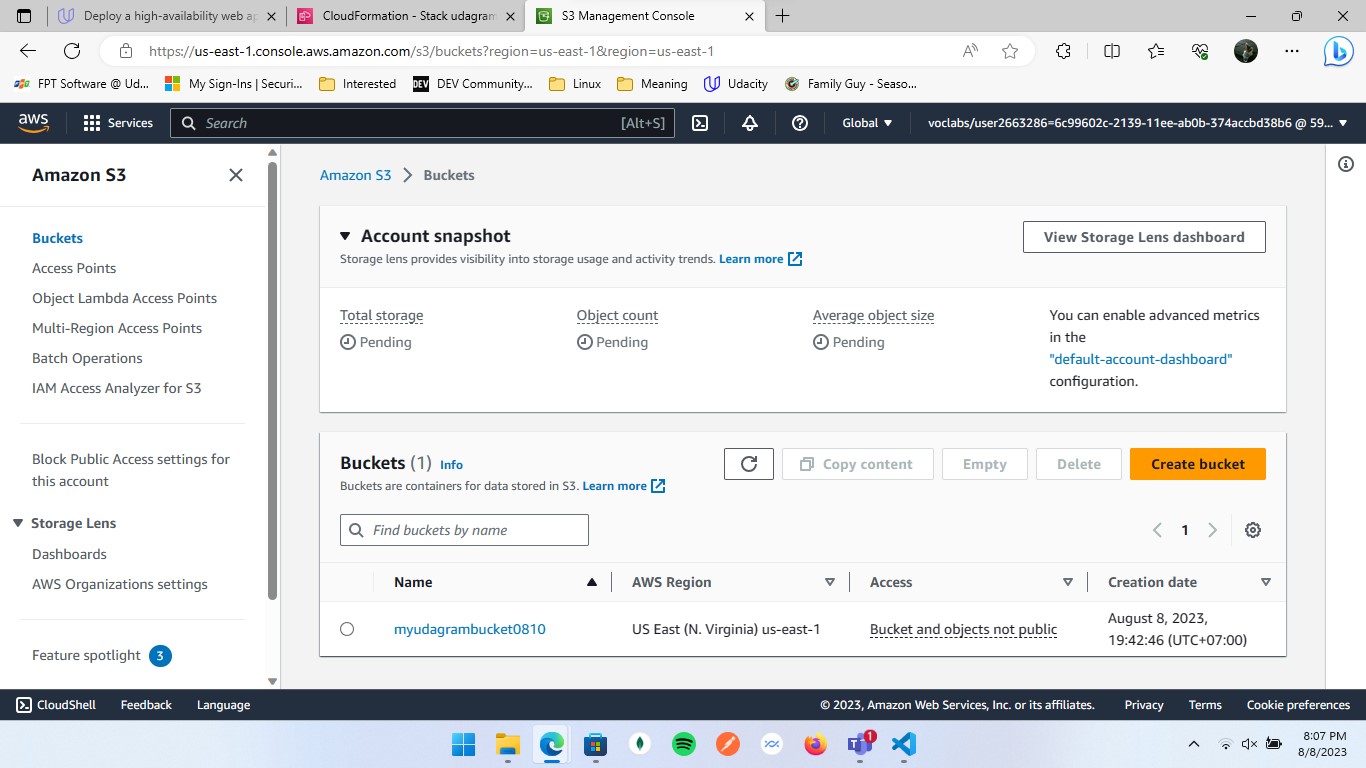 Deploy a high-availability web ap
CloudFormation - Stack udagram
S3 Management Console
https://us-east-1.console.aws.amazon.com/s3/buckets?region=us-east-1&region=us-east-1
FPT Software @ Ud...
My Sign-Ins | Securi...
Interested
DEV Community...
Linux
Meaning
Udacity
Family Guy - Seaso...
aws
Services
Search
[Alt+S]
Global
voclabs/user2663286=6c99602c-2139-11ee-ab0b-374accbd38b6 @ 59...
Amazon S3
Buckets
Access Points
Object Lambda Access Points
Multi-Region Access Points
Batch Operations
IAM Access Analyzer for S3
Block Public Access settings for
this account
Storage Lens
Dashboards
AWS Organizations settings
Feature spotlight 3
Amazon S3 > Buckets
Account snapshot
Storage lens provides visibility into storage usage and activity trends. Learn more
View Storage Lens dashboard
Total storage
Pending
Object count
Pending
Average object size
Pending
You can enable advanced metrics
in the
"default-account-dashboard"
configuration.
Buckets (1) Info
Buckets are containers for data stored in S3. Learn more
Copy content
Empty
Delete
Create bucket
Find buckets by name
1
Name
AWS Region
Access
Creation date
myudagrambucket0810
US East (N. Virginia) us-east-1
Bucket and objects not public
August 8, 2023,
19:42:46 (UTC+07:00)
CloudShell
Feedback
Language
© 2023, Amazon Web Services, Inc. or its affiliates.
Privacy
Terms
Cookie preferences
1
8:07 PM
8/8/2023